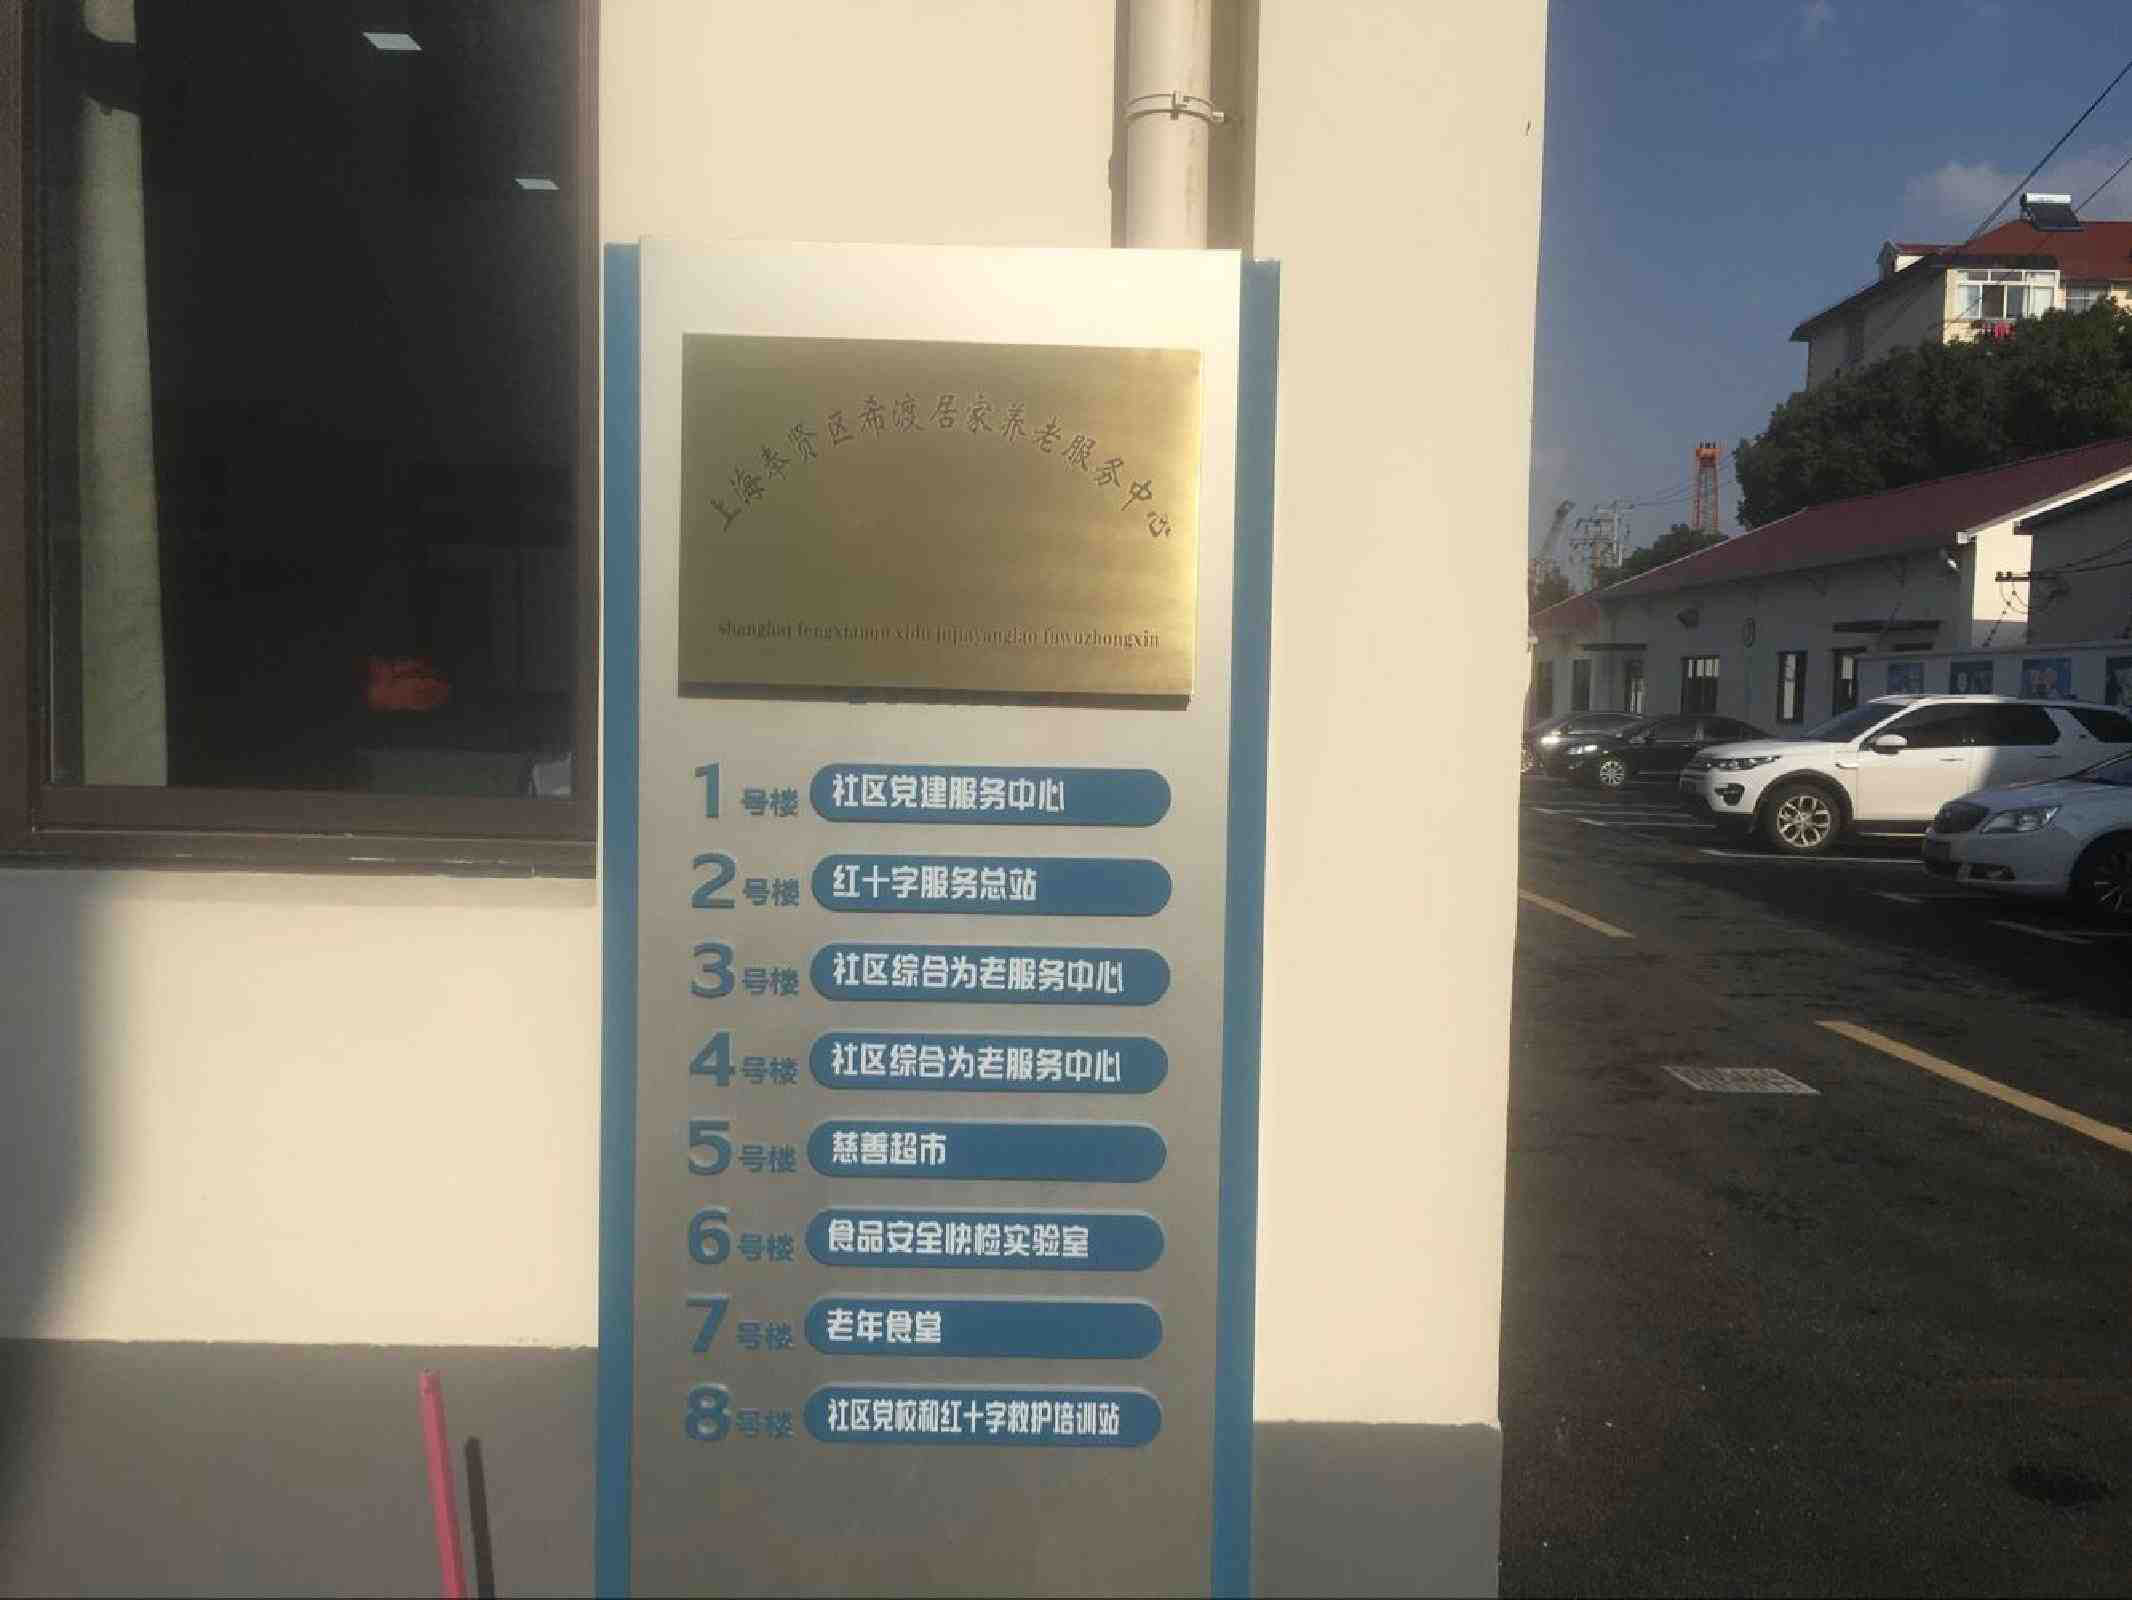 上海奉贤区希渡居家养老服务中心
shanghai fengxianqu xidu jujiayanglao fuwuzhongxin
1号楼 社区党建服务中心
2号楼 红十字服务总站
3号楼 社区综合为老服务中心
4号楼 社区综合为老服务中心
5号楼 慈善超市
6号楼 食品安全快检实验室
7号楼 老年食堂
8号楼 社区党校和红十字救护培训站